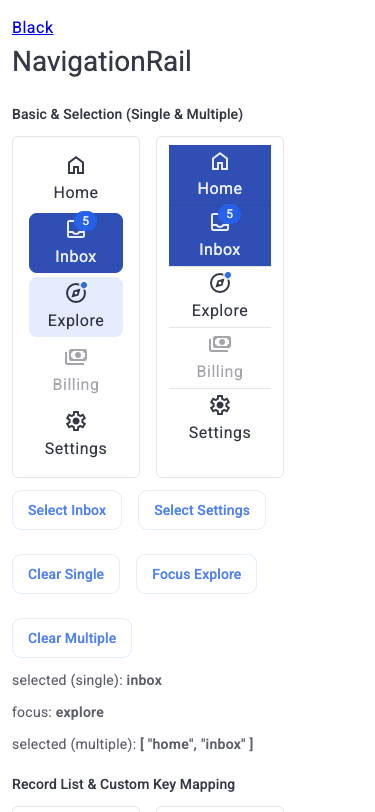 Black
NavigationRail
Basic & Selection (Single & Multiple)
Home
5
Inbox
Explore
Billing
Settings
Home
5
Inbox
Explore
Billing
Settings
Select Inbox
Select Settings
Clear Single
Focus Explore
Clear Multiple
selected (single): inbox
focus: explore
selected (multiple): [ "home", "inbox" ]
Record List & Custom Key Mapping